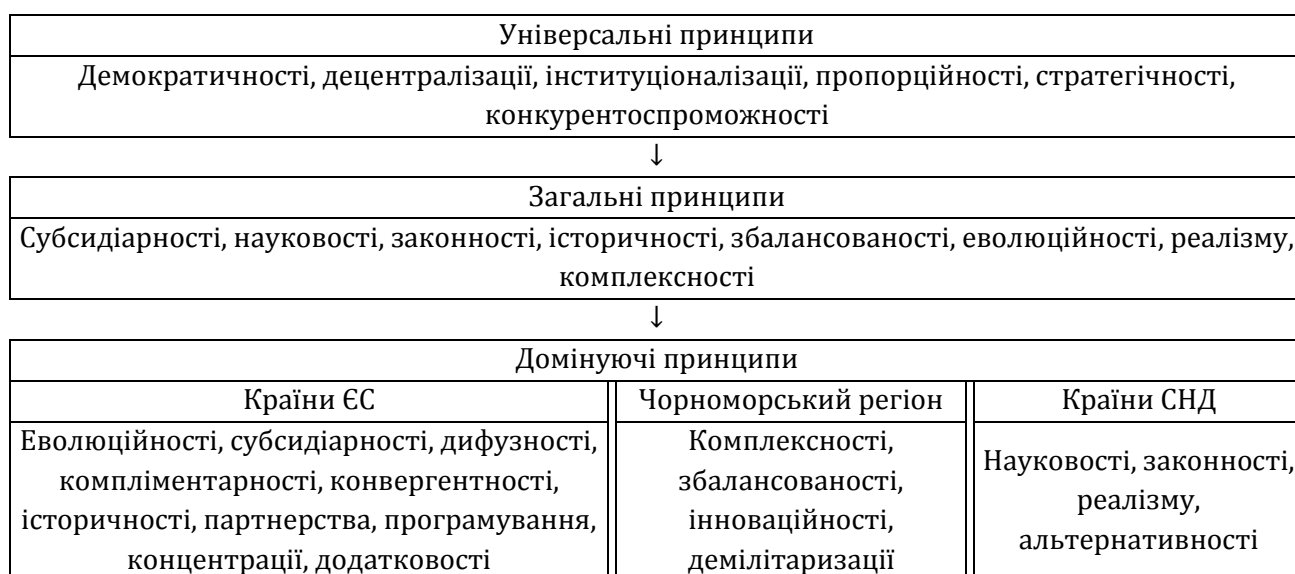 Універсальні принципи
Демократичності, децентралізації, інституціоналізації, пропорційності, стратегічності,
конкурентоспроможності
↓
Загальні принципи
Субсидіарності, науковості, законності, історичності, збалансованості, еволюційності, реалізму,
комплексності
↓
Домінуючі принципи
Країни ЄС
Еволюційності, субсидіарності, дифузності,
компліментарності, конвергентності,
історичності, партнерства, програмування,
концентрації, додатковості
Чорноморський регіон
Комплексності,
збалансованості,
інноваційності,
демілітаризації
Країни СНД
Науковості, законності,
реалізму,
альтернативності